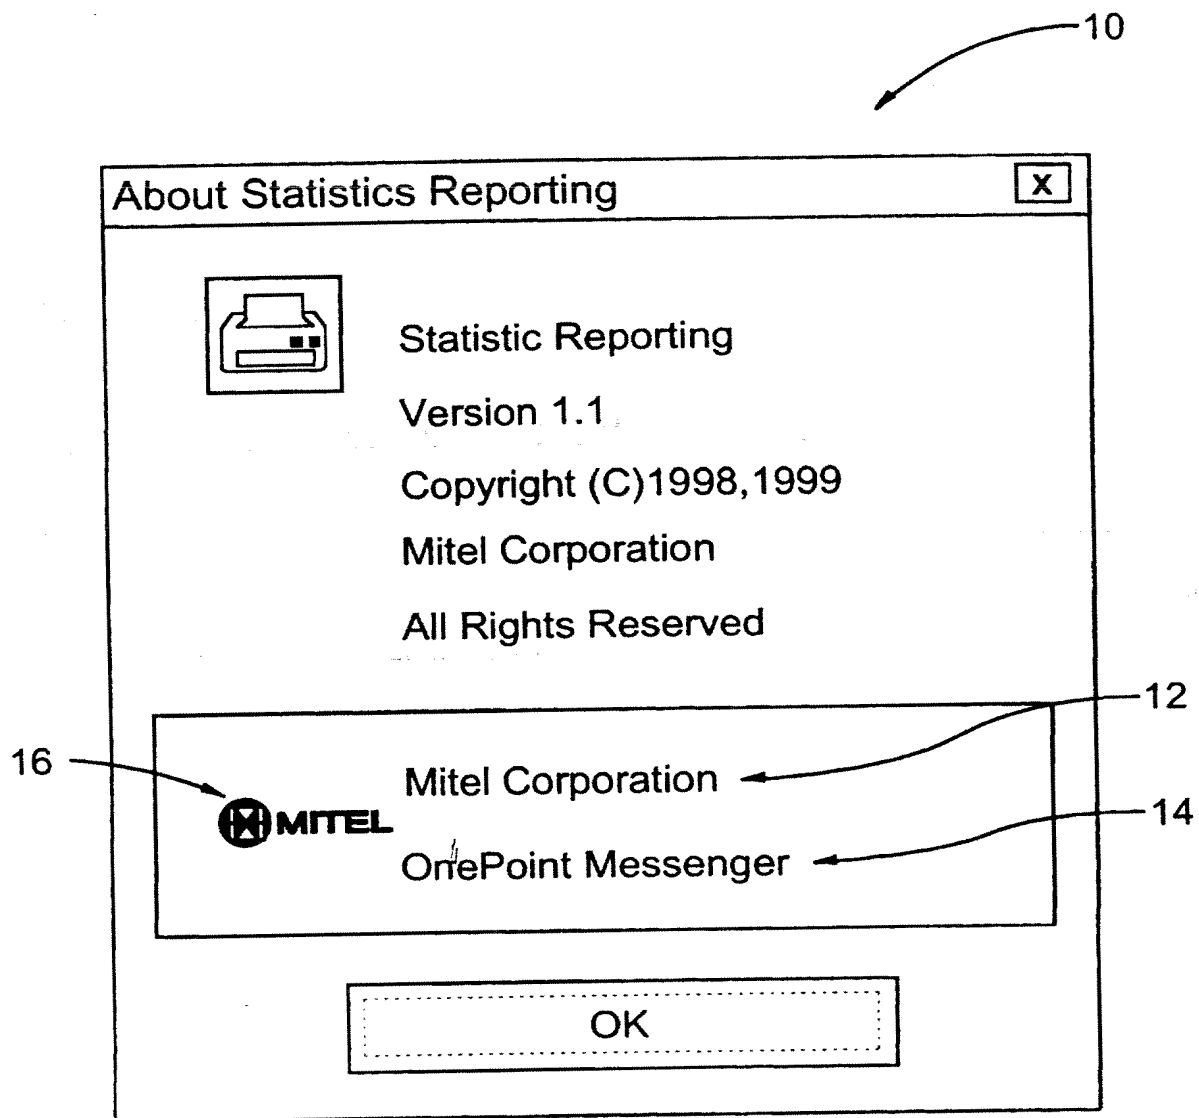 10
About Statistics Reporting X
Statistic Reporting
Version 1.1
Copyright (C)1998,1999
Mitel Corporation
All Rights Reserved
12
16
Mitel Corporation
MITEL
14
OnePoint Messenger
OK